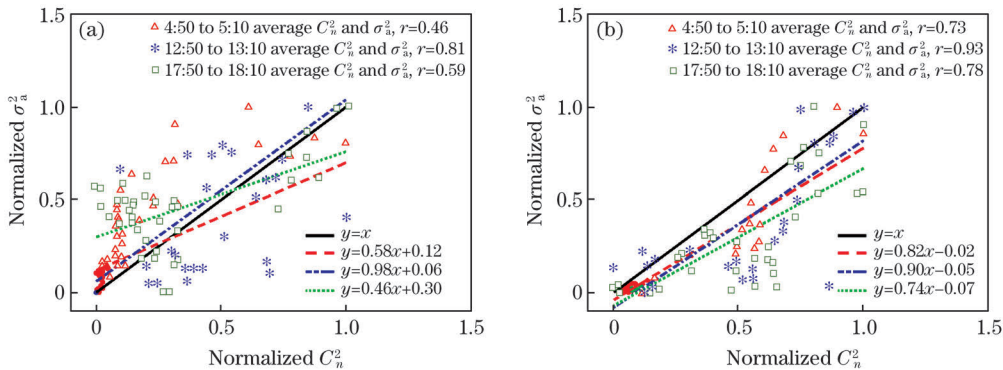 (a)
4:50 to 5:10 average C²ₙ and σ²ₐ, r=0.46
12:50 to 13:10 average C²ₙ and σ²ₐ, r=0.81
17:50 to 18:10 average C²ₙ and σ²ₐ, r=0.59
Normalized σ²ₐ
1.5
1.0
0.5
0
y=x
y=0.58x+0.12
y=0.98x+0.06
y=0.46x+0.30
0
0.5
1.0
1.5
Normalized C²ₙ
(b)
4:50 to 5:10 average C²ₙ and σ²ₐ, r=0.73
12:50 to 13:10 average C²ₙ and σ²ₐ, r=0.93
17:50 to 18:10 average C²ₙ and σ²ₐ, r=0.78
Normalized σ²ₐ
1.5
1.0
0.5
0
y=x
y=0.82x−0.02
y=0.90x−0.05
y=0.74x−0.07
0
0.5
1.0
1.5
Normalized C²ₙ